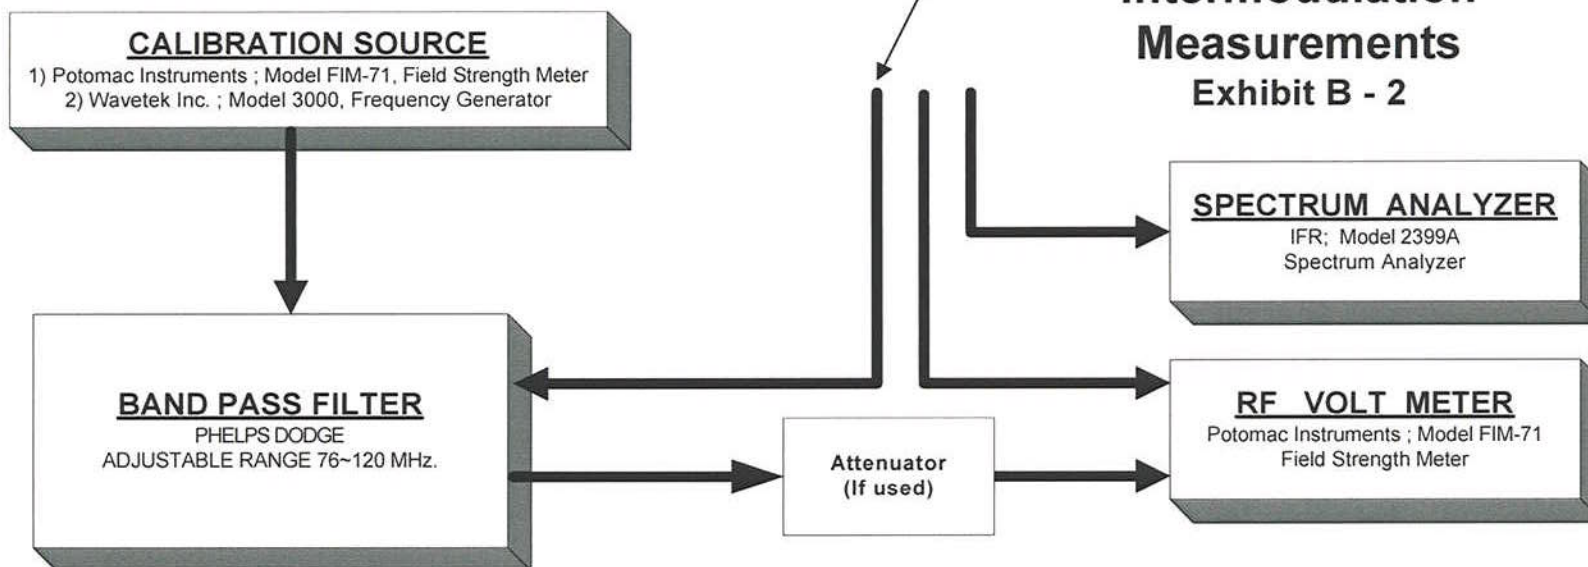 Measurements
Exhibit B - 2
CALIBRATION SOURCE
1) Potomac Instruments ; Model FIM-71, Field Strength Meter
2) Wavetek Inc. ; Model 3000, Frequency Generator
SPECTRUM ANALYZER
IFR; Model 2399A
Spectrum Analyzer
BAND PASS FILTER
PHELPS DODGE
ADJUSTABLE RANGE 76~120 MHz.
Attenuator
(If used)
RF VOLT METER
Potomac Instruments ; Model FIM-71
Field Strength Meter